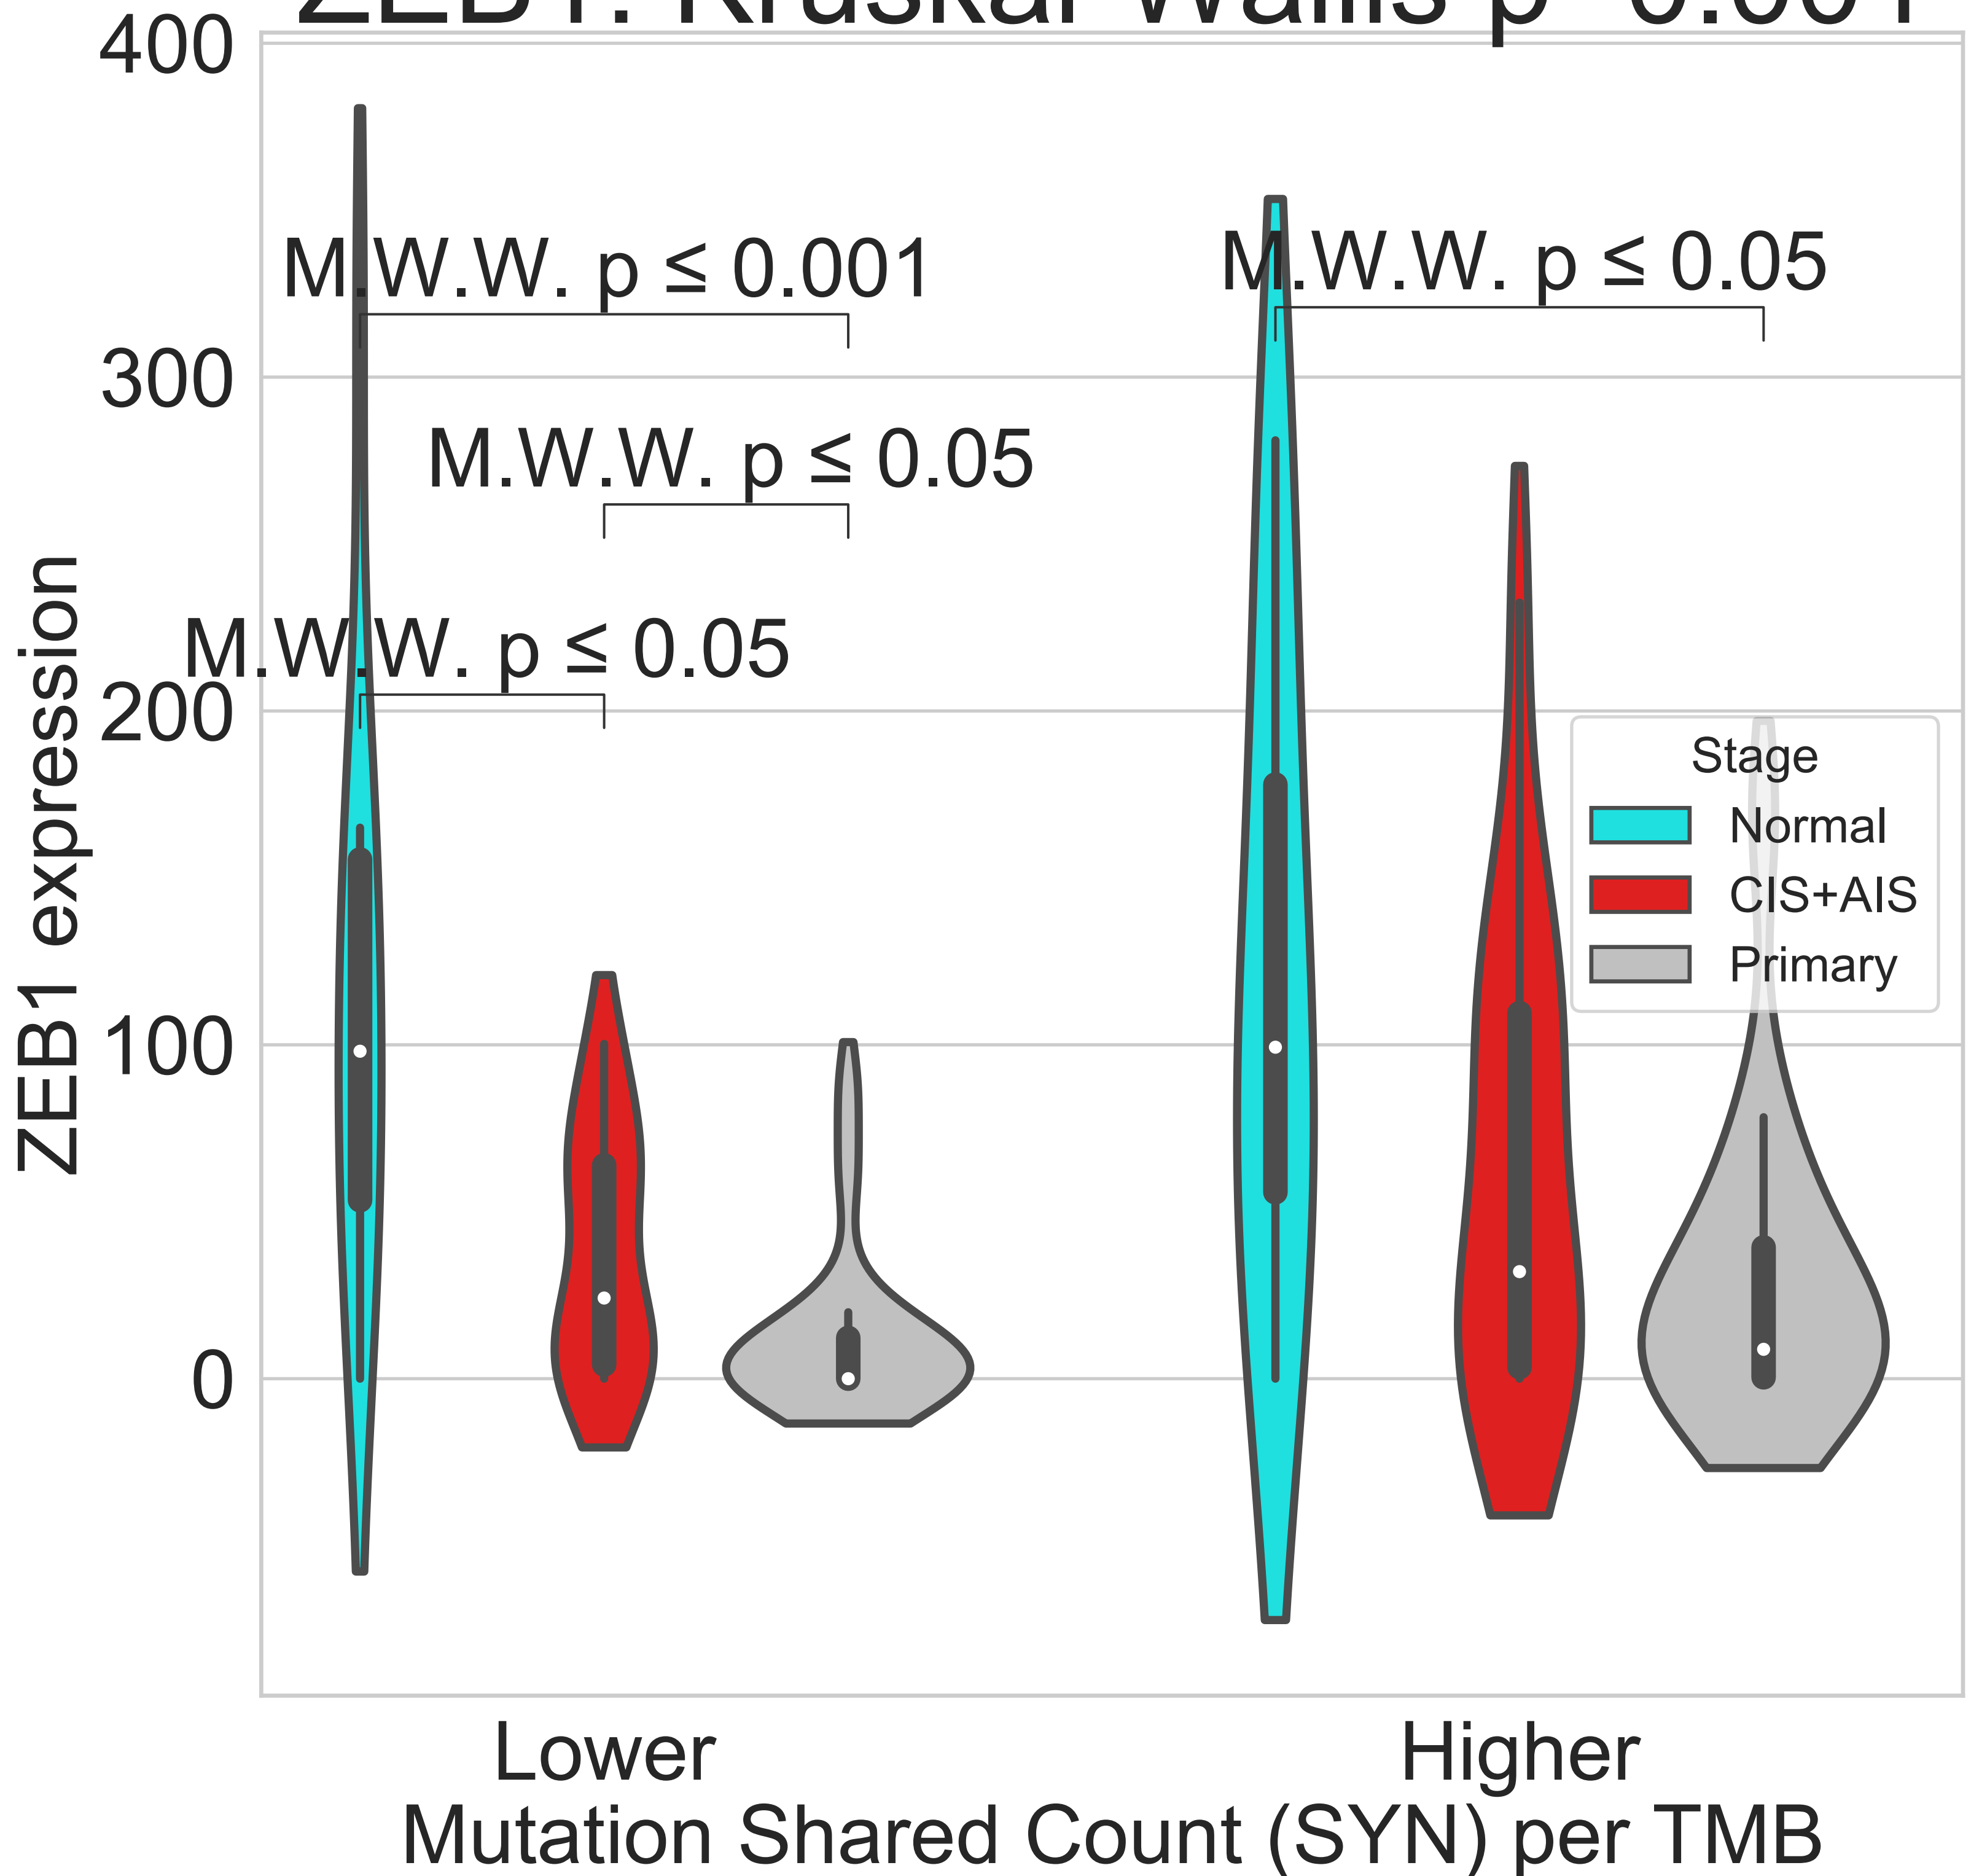 400
M.W.W. p ≤ 0.001
M.W.W. p ≤ 0.05
300
M.W.W. p ≤ 0.05
M.W.W. p ≤ 0.05
200
Stage
Normal
CIS+AIS
Primary
100
0
ZEB1 expression
Lower
Higher
Mutation Shared Count (SYN) per TMB